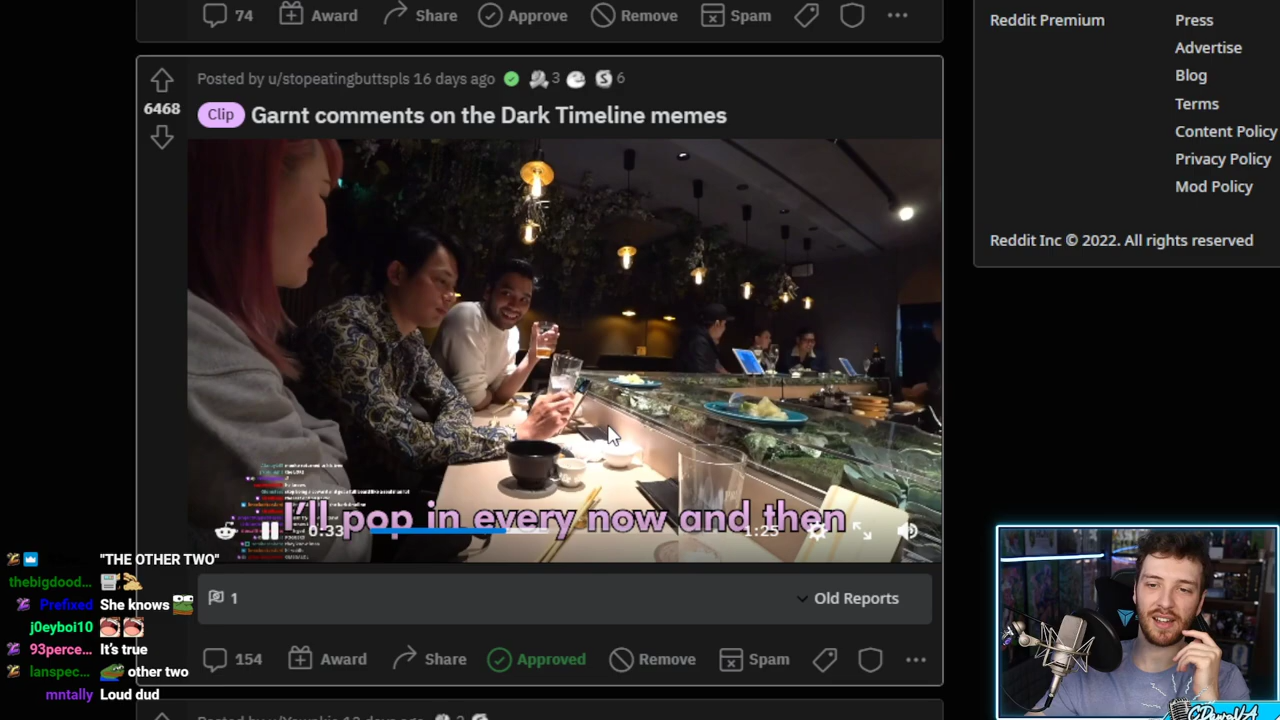 74 Award Share Approve Remove Spam
Reddit Premium
Press
Advertise
Blog
Terms
Content Policy
Privacy Policy
Mod Policy
Reddit Inc © 2022. All rights reserved
Posted by u/stopeatingbuttspls 16 days ago 3 6
6468
Clip Garnt comments on the Dark Timeline memes
I'll pop in every now and then
0:33 1:25
1 Old Reports
154 Award Share Approved Remove Spam
"THE OTHER TWO"
thebigdood...
Prefixed She knows
j0eyboi10
93perce... It's true
lanspec... other two
mntally Loud dud